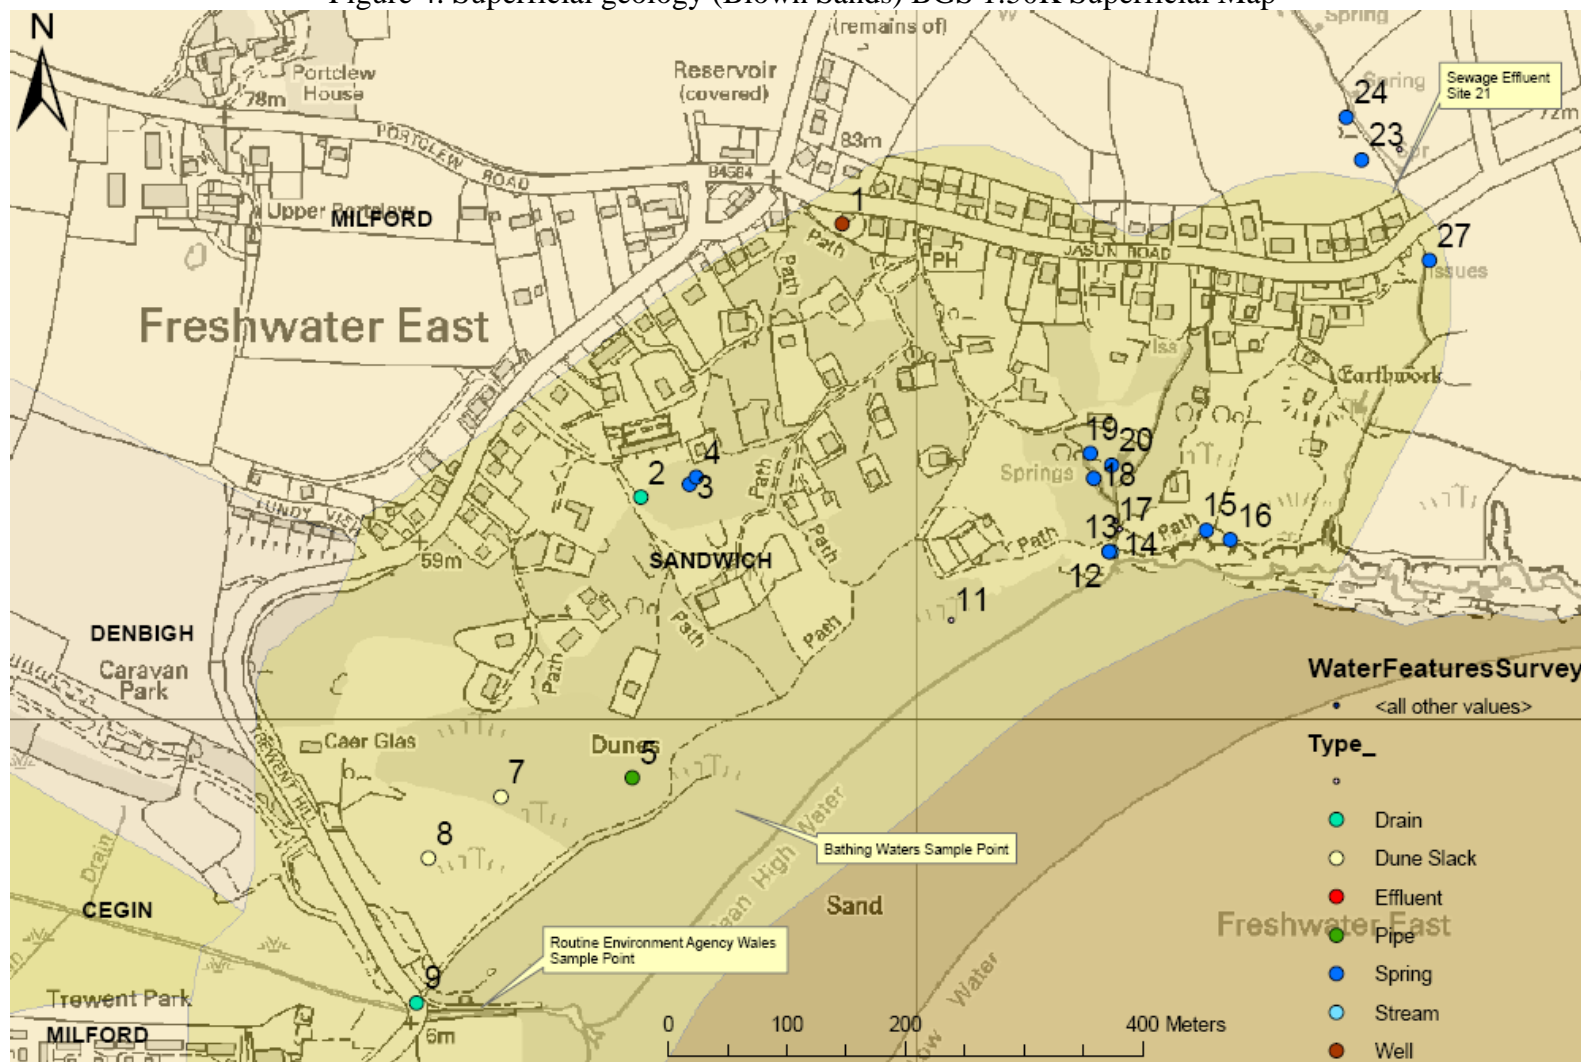 Figure 4. Superficial geology (Blown Sands) BGS 1:50K Superficial Map
N
(remains of)
Spring
Portclew
House
Reservoir
(covered)
Spring
Sewage Effluent
Site 21
78m
24
72m
83m
23
PORTCLEW
ROAD
B4584
Spr
Upper Portclew
MILFORD
1
Path
27
PH
JASON ROAD
Issues
Path
Freshwater East
Iss
Earthwork
19
20
4
2
3
Path
Springs
18
LUNDY VIEW
17
15
16
13
Path
Path
Path
14
59m
SANDWICH
12
11
DENBIGH
Caravan
Park
Path
Path
Path
WaterFeaturesSurvey
<all other values>
Caer Glas
TREWENT HILL
Dunes
5
Type_
7
Drain
8
Bathing Waters Sample Point
Mean High Water
Dune Slack
Drain
CEGIN
Sand
Effluent
Freshwater East
Pipe
Routine Environment Agency Wales
Sample Point
9
Water
Spring
Trewent Park
MILFORD
6m
0 100 200 400 Meters
Stream
Well